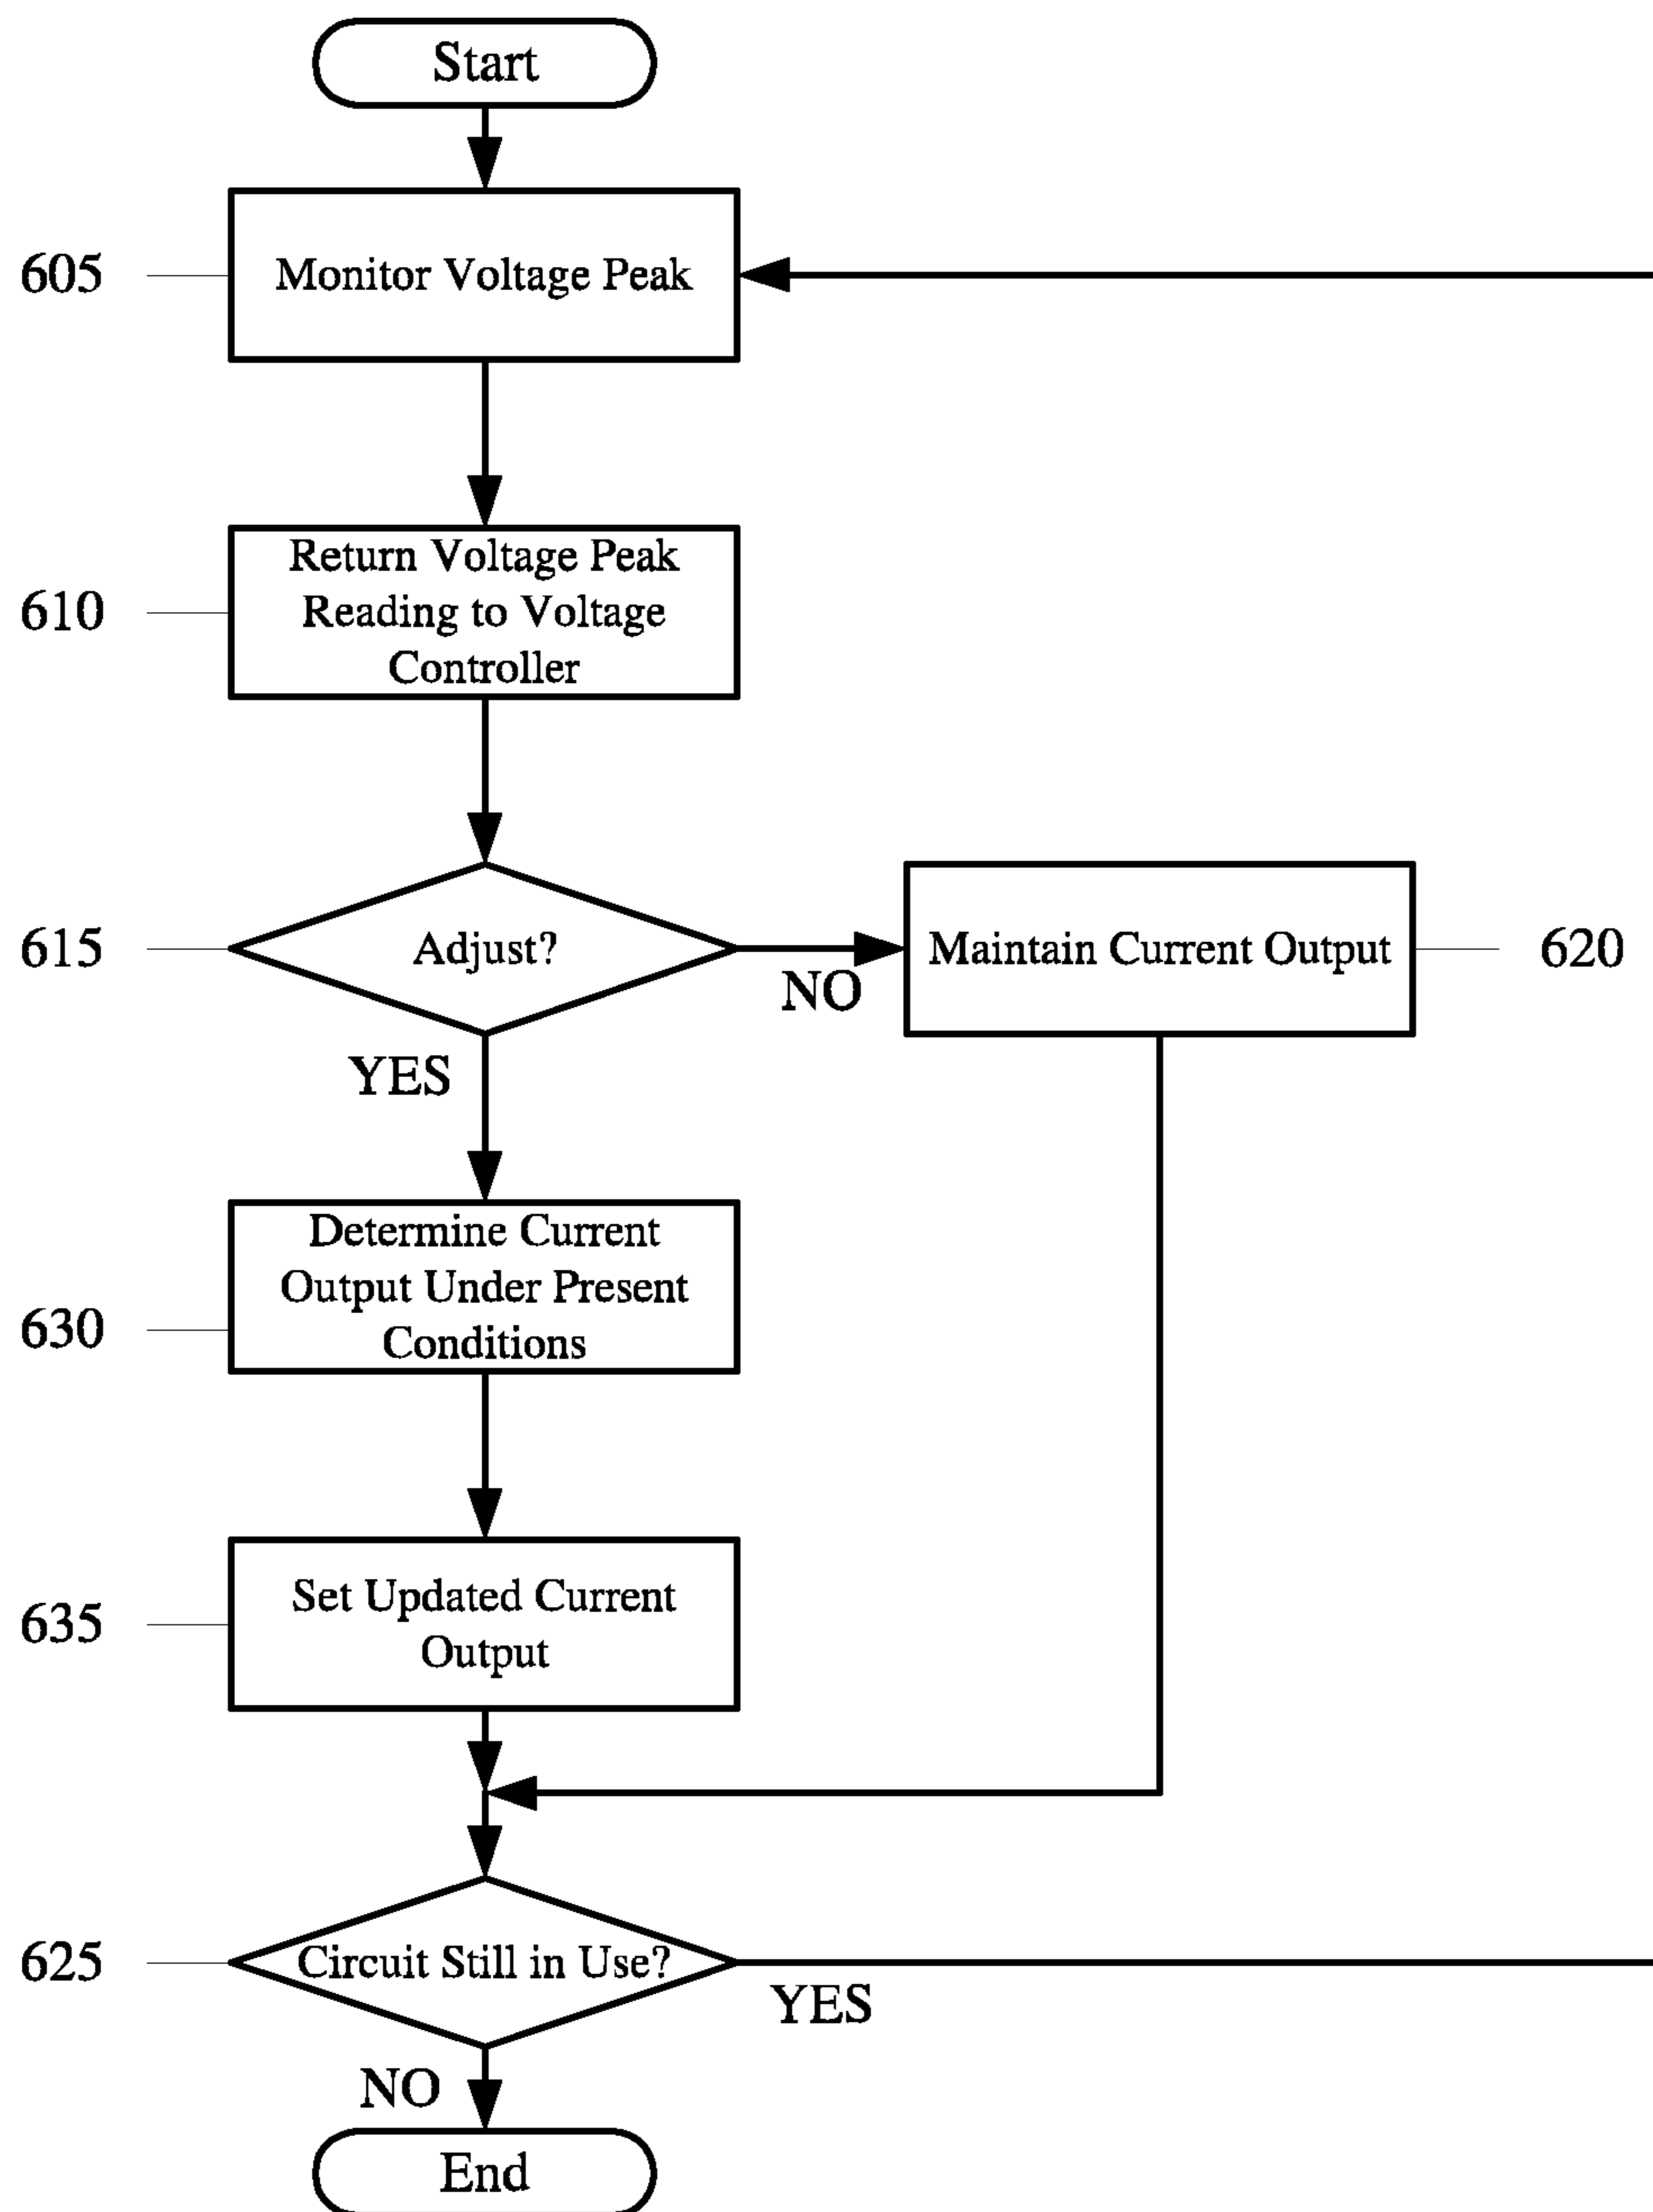 Start
605
Monitor Voltage Peak
610
Return Voltage Peak
Reading to Voltage
Controller
615
Adjust?
NO
Maintain Current Output
620
YES
630
Determine Current
Output Under Present
Conditions
635
Set Updated Current
Output
625
Circuit Still in Use?
YES
NO
End